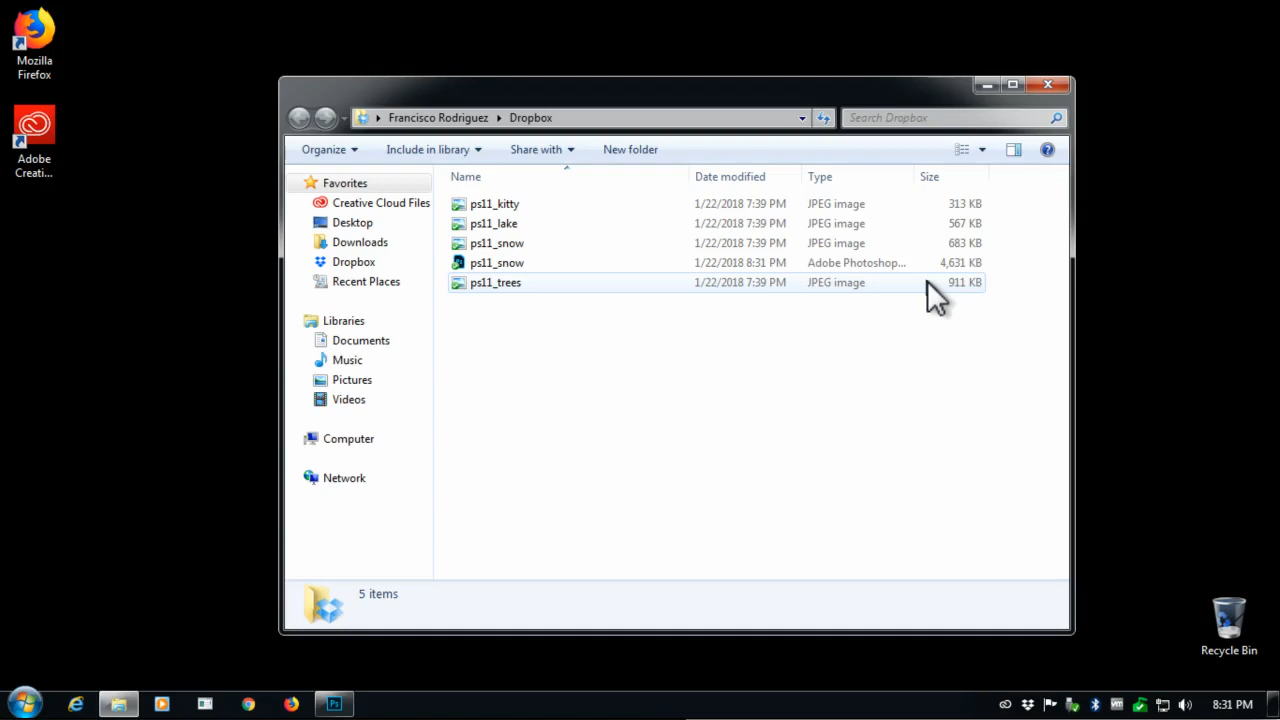 Mozilla
Firefox
Adobe
Creati...
Francisco Rodriguez Dropbox
Search Dropbox
Organize Include in library Share with New folder
Name Date modified Type Size
Favorites
Creative Cloud Files
Desktop
Downloads
Dropbox
Recent Places
Libraries
Documents
Music
Pictures
Videos
Computer
Network
ps11_kitty 1/22/2018 7:39 PM JPEG image 313 KB
ps11_lake 1/22/2018 7:39 PM JPEG image 567 KB
ps11_snow 1/22/2018 7:39 PM JPEG image 683 KB
ps11_snow 1/22/2018 8:31 PM Adobe Photoshop... 4,631 KB
ps11_trees 1/22/2018 7:39 PM JPEG image 911 KB
5 items
Recycle Bin
Ps
vm
8:31 PM